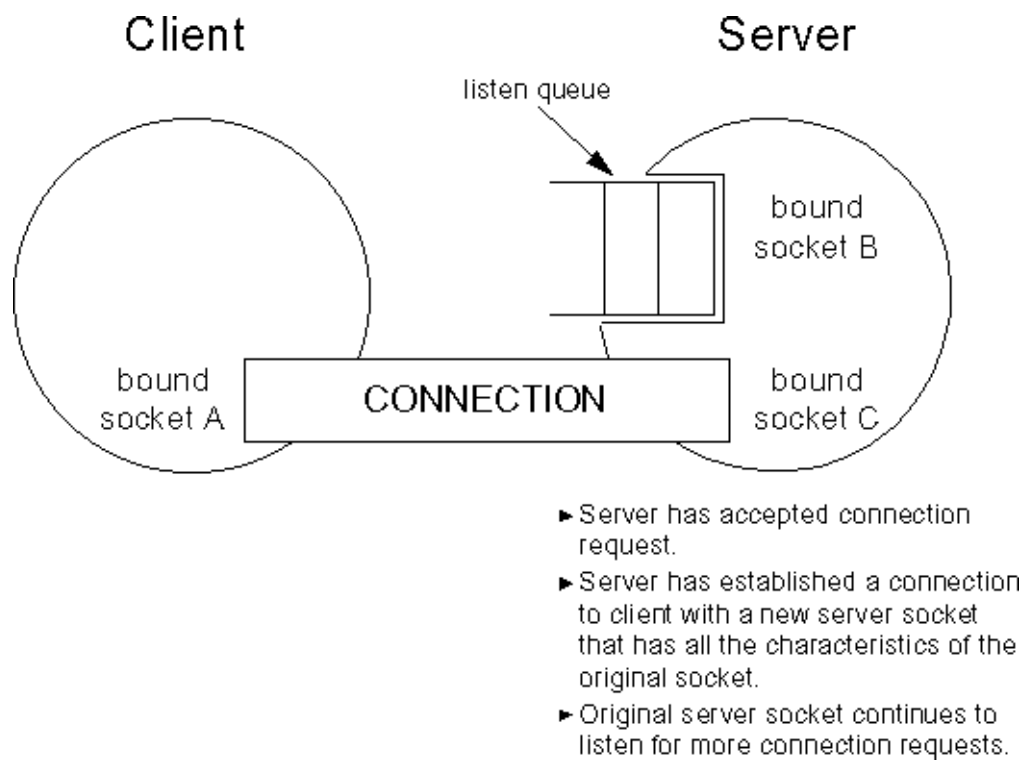 Client
Server
listen queue
bound
socket B
bound
socket A
CONNECTION
bound
socket C
► Server has accepted connection
request.
► Server has established a connection
to client with a new server socket
that has all the characteristics of the
original socket.
► Original server socket continues to
listen for more connection requests.